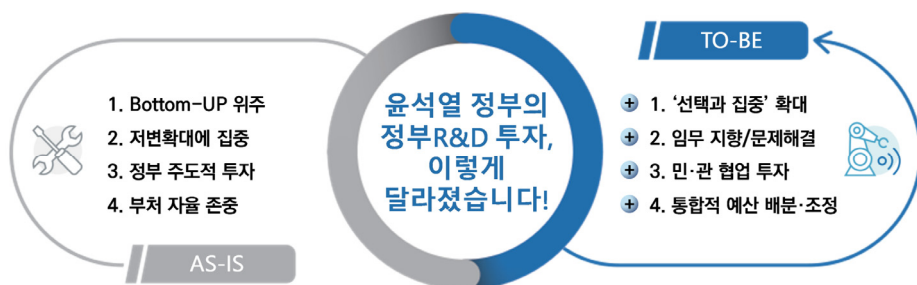 AS-IS
1. Bottom-UP 위주
2. 저변확대에 집중
3. 정부 주도적 투자
4. 부처 자율 존중
윤석열 정부의
정부R&D 투자,
이렇게
달라졌습니다!
TO-BE
1. ‘선택과 집중’ 확대
2. 임무 지향/문제해결
3. 민·관 협업 투자
4. 통합적 예산 배분·조정